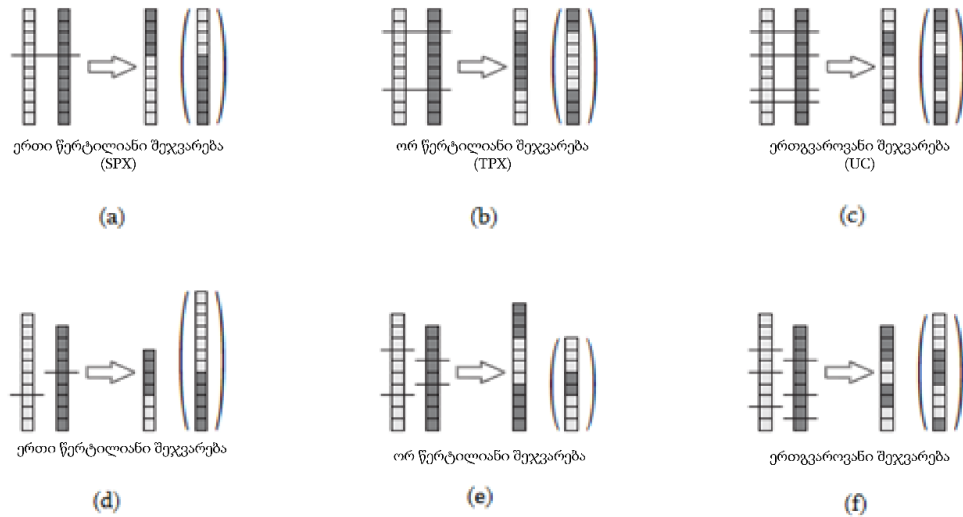 ერთი წერტილიანი შეჯვარება
(SPX)
ორ წერტილიანი შეჯვარება
(TPX)
ერთგვაროვანი შეჯვარება
(UC)
(a)
(b)
(c)
ერთი წერტილიანი შეჯვარება
ორ წერტილიანი შეჯვარება
ერთგვაროვანი შეჯვარება
(d)
(e)
(f)